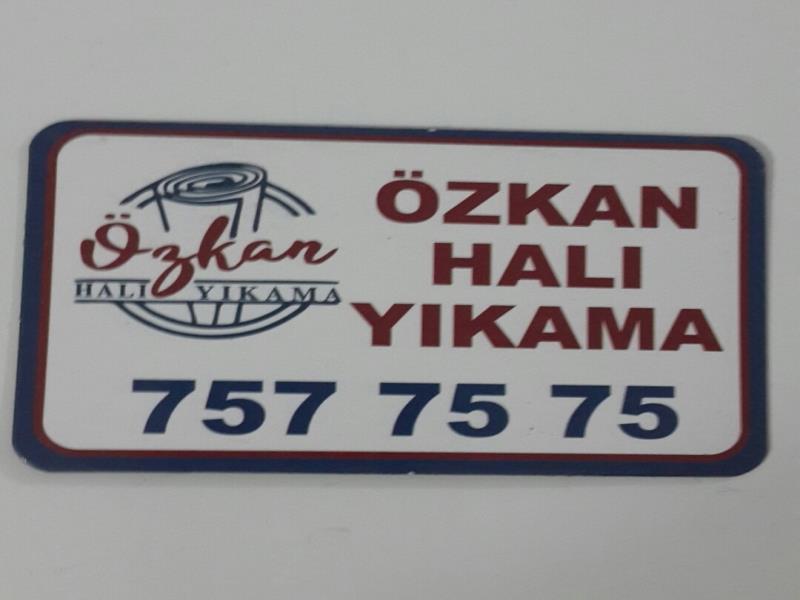 Özkan
HALI YIKAMA
ÖZKAN
HALI
YIKAMA
757 75 75